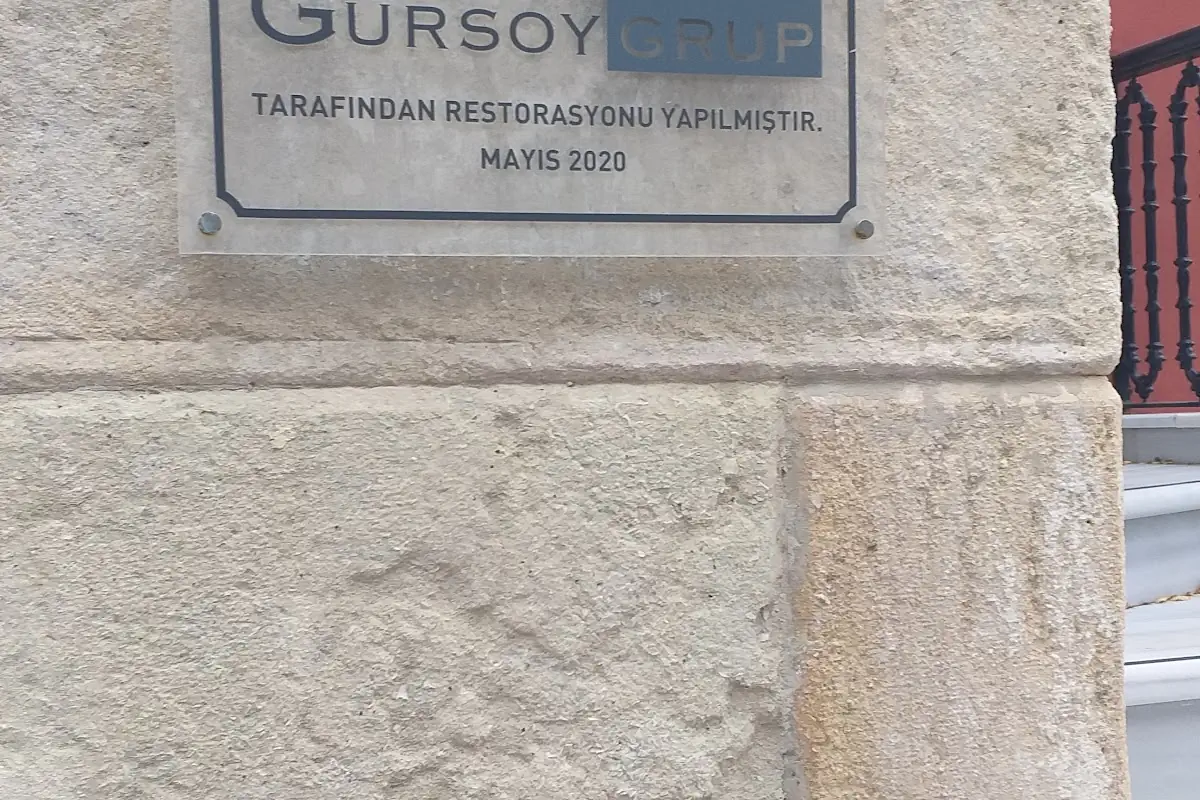 GÜRSOY GRUP
TARAFINDAN RESTORASYONU YAPILMIŞTIR.
MAYIS 2020